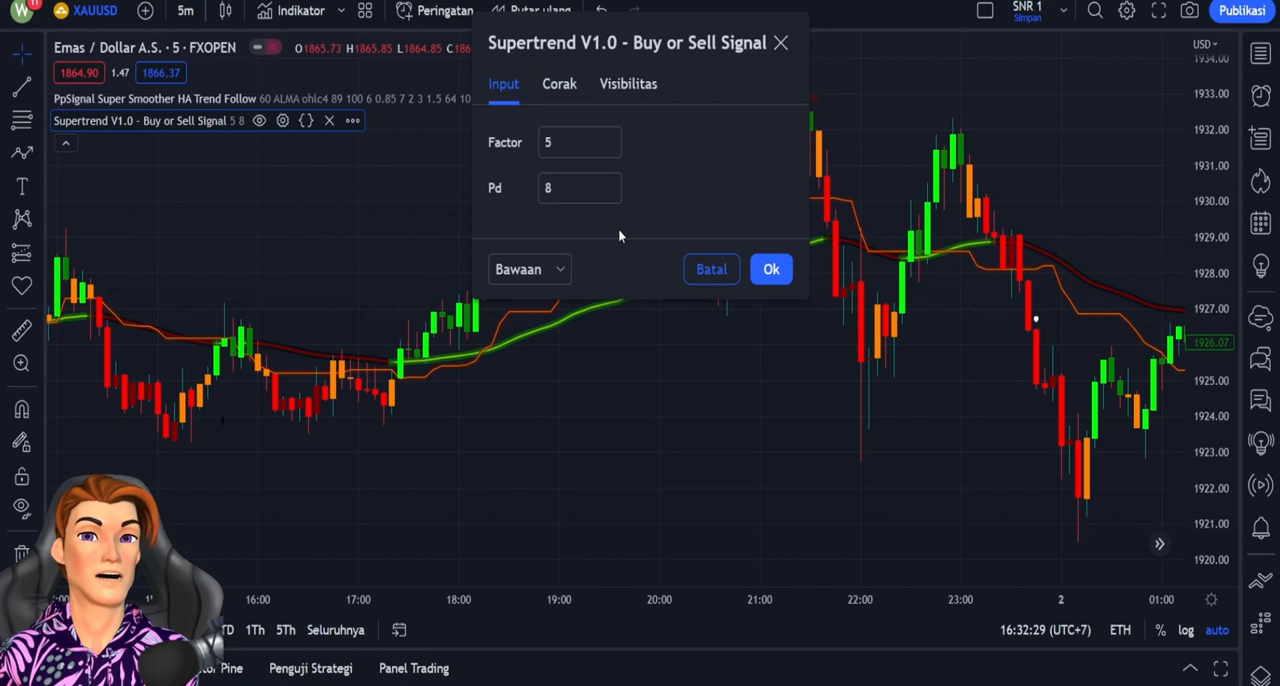 W 11 XAUUSD 5m Indikator Peringatan Putar ulang SNR 1 Simpan Publikasi
Supertrend V1.0 - Buy or Sell Signal
Emas / Dollar A.S. · 5 · FXOPEN O1865.73 H1865.85 L1864.85 C186
1864.90 1.47 1866.37
PpSignal Super Smoother HA Trend Follow 60 ALMA ohlc4 89 100 6 0.85 7 2 3 1.5 64 10
Supertrend V1.0 - Buy or Sell Signal 5 8
Input Corak Visibilitas
Factor 5
Pd 8
Bawaan Batal Ok
USD
1934.00
1933.00
1932.00
1931.00
1930.00
1929.00
1928.00
1927.00
1926.07
1925.00
1924.00
1923.00
1922.00
1921.00
1920.00
16:00 17:00 18:00 19:00 20:00 21:00 22:00 23:00 2 01:00
TD 1Th 5Th Seluruhnya 16:32:29 (UTC+7) ETH % log auto
Pine Penguji Strategi Panel Trading